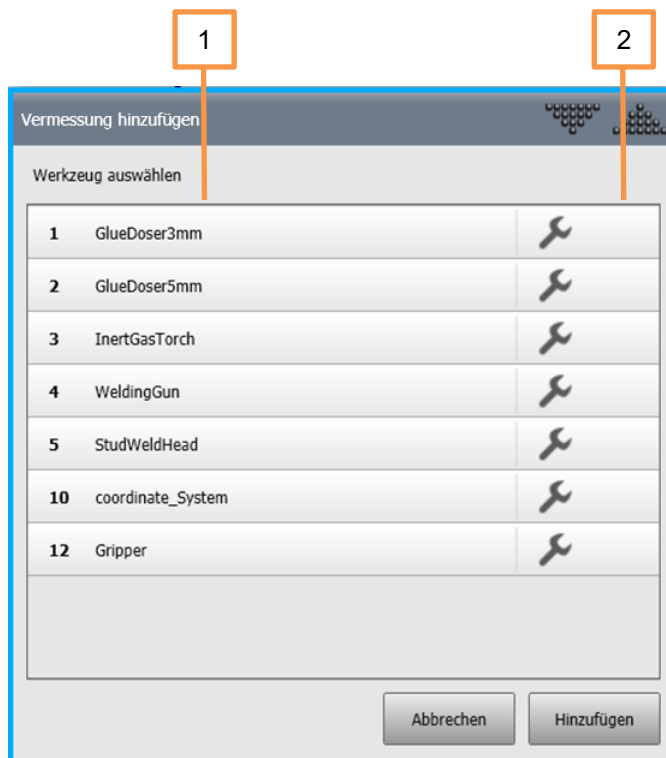 1 2
Vermessung hinzufügen
Werkzeug auswählen
1 GlueDoser3mm
2 GlueDoser5mm
3 InertGasTorch
4 WeldingGun
5 StudWeldHead
10 coordinate_System
12 Gripper
Abbrechen Hinzufügen